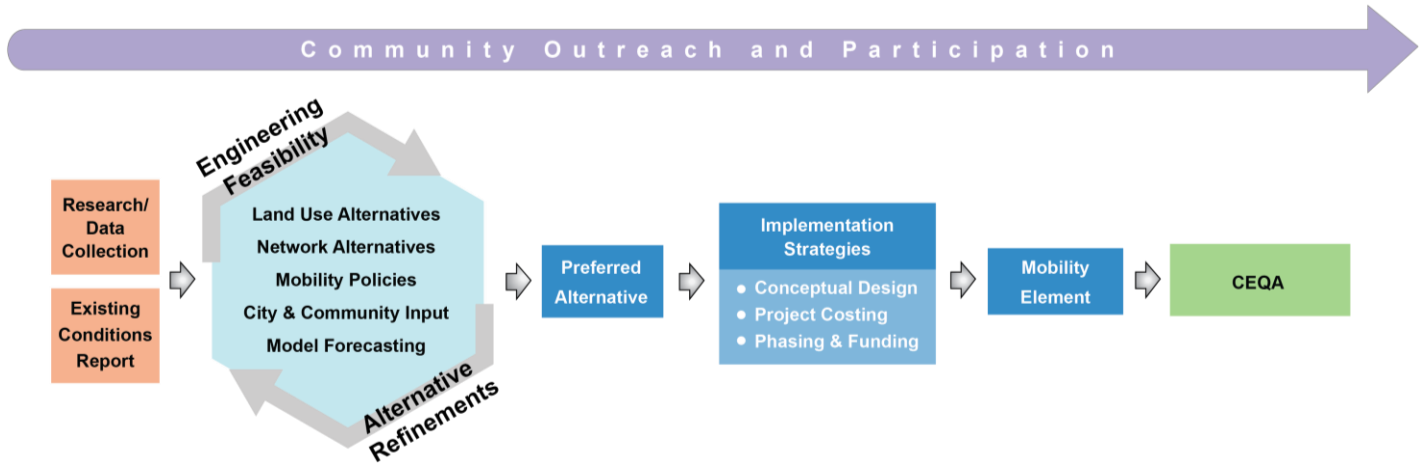 Community Outreach and Participation
Engineering
Feasibility
Research/
Data
Collection
Existing
Conditions
Report
Land Use Alternatives
Network Alternatives
Mobility Policies
City & Community Input
Model Forecasting
Alternative
Refinements
Preferred
Alternative
Implementation
Strategies
Conceptual Design
Project Costing
Phasing & Funding
Mobility
Element
CEQA